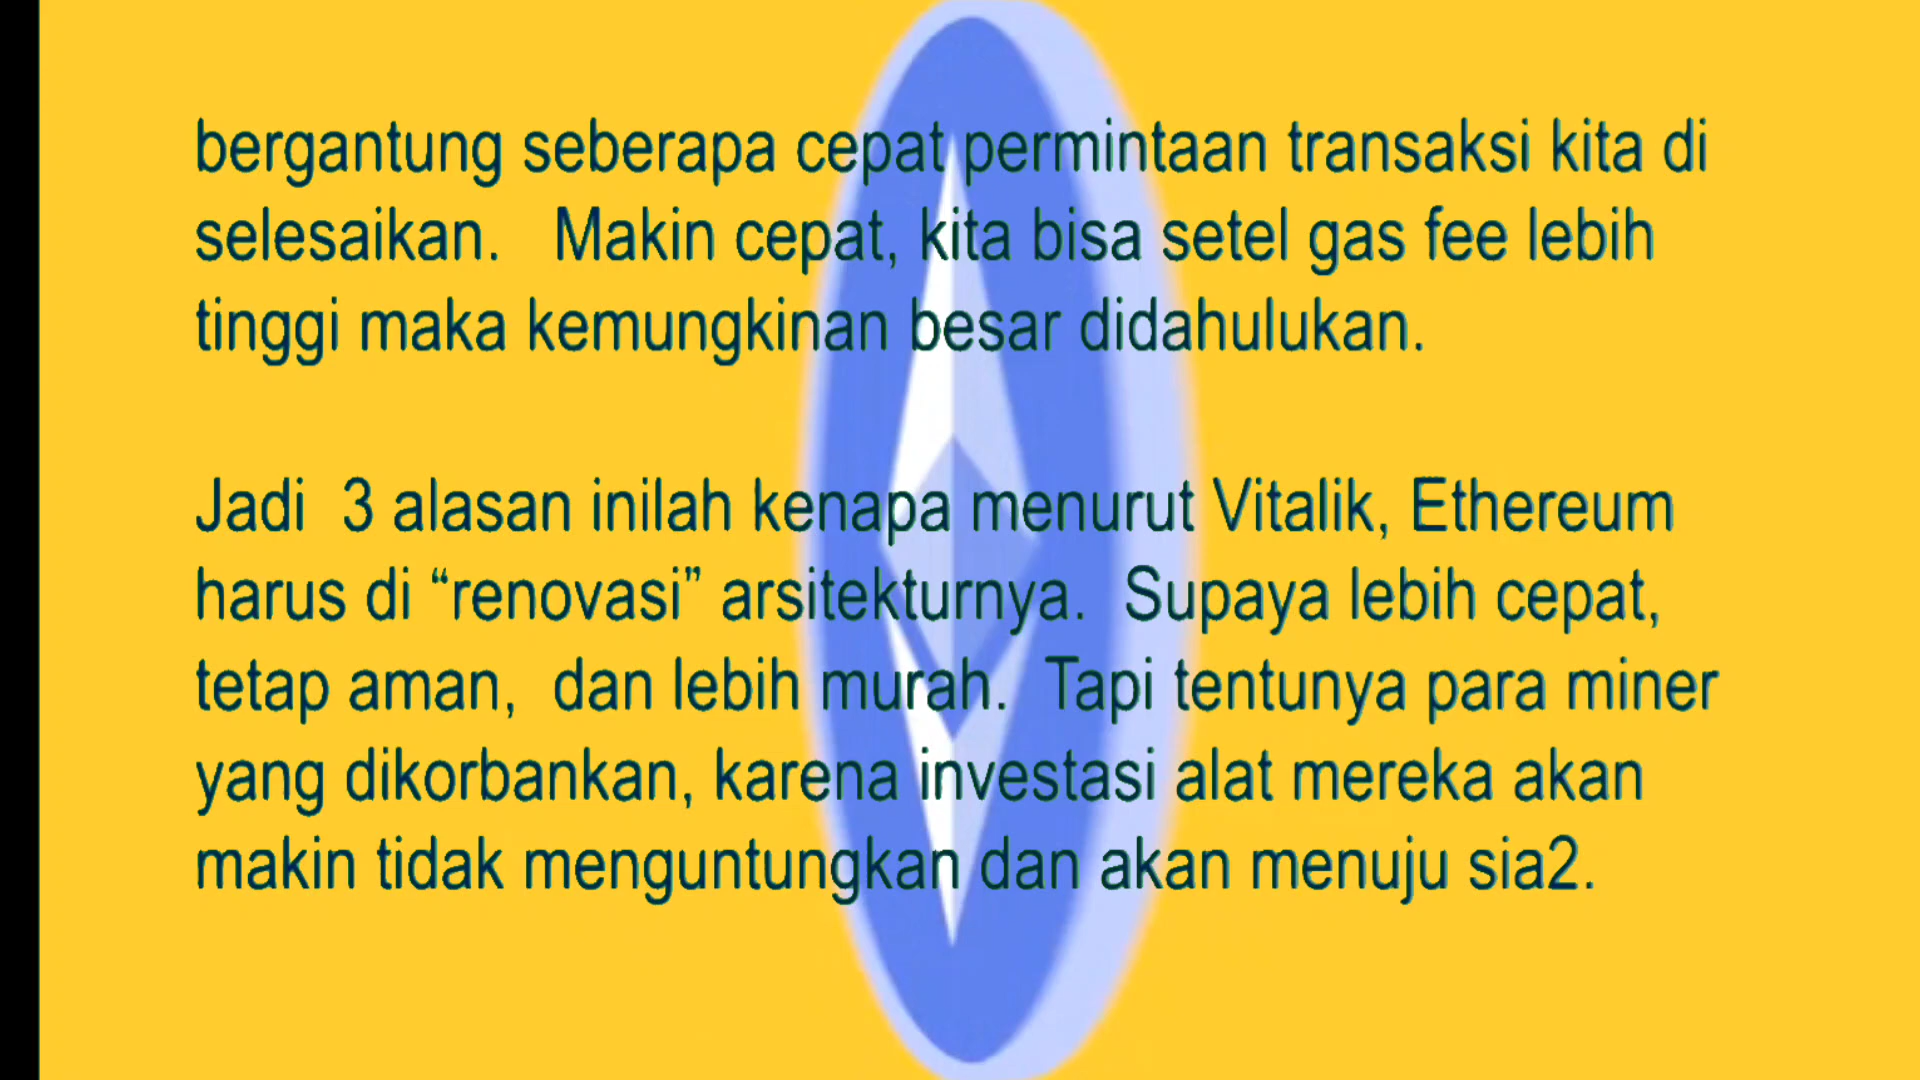 bergantung seberapa cepat permintaan transaksi kita di
selesaikan.   Makin cepat, kita bisa setel gas fee lebih
tinggi maka kemungkinan besar didahulukan.
Jadi  3 alasan inilah kenapa menurut Vitalik, Ethereum
harus di “renovasi” arsitekturnya.  Supaya lebih cepat,
tetap aman,  dan lebih murah.  Tapi tentunya para miner
yang dikorbankan, karena investasi alat mereka akan
makin tidak menguntungkan dan akan menuju sia2.